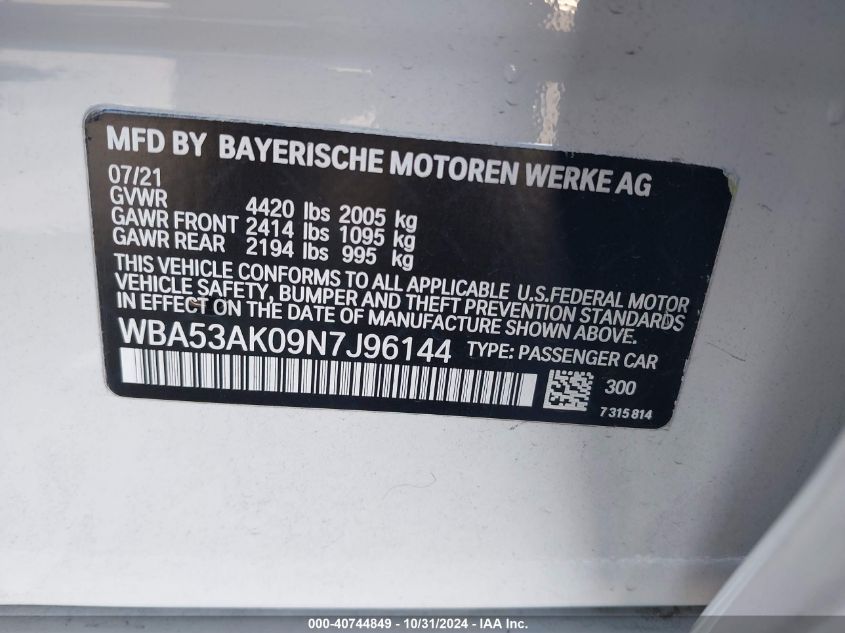 MFD BY BAYERISCHE MOTOREN WERKE AG
07/21
GVWR 4420 lbs 2005 kg
GAWR FRONT 2414 lbs 1095 kg
GAWR REAR 2194 lbs 995 kg
THIS VEHICLE CONFORMS TO ALL APPLICABLE U.S.FEDERAL MOTOR
VEHICLE SAFETY, BUMPER AND THEFT PREVENTION STANDARDS
IN EFFECT ON THE DATE OF MANUFACTURE SHOWN ABOVE.
WBA53AK09N7J96144 TYPE: PASSENGER CAR
300
7 315 814
000-40744849 - 10/31/2024 - IAA Inc.